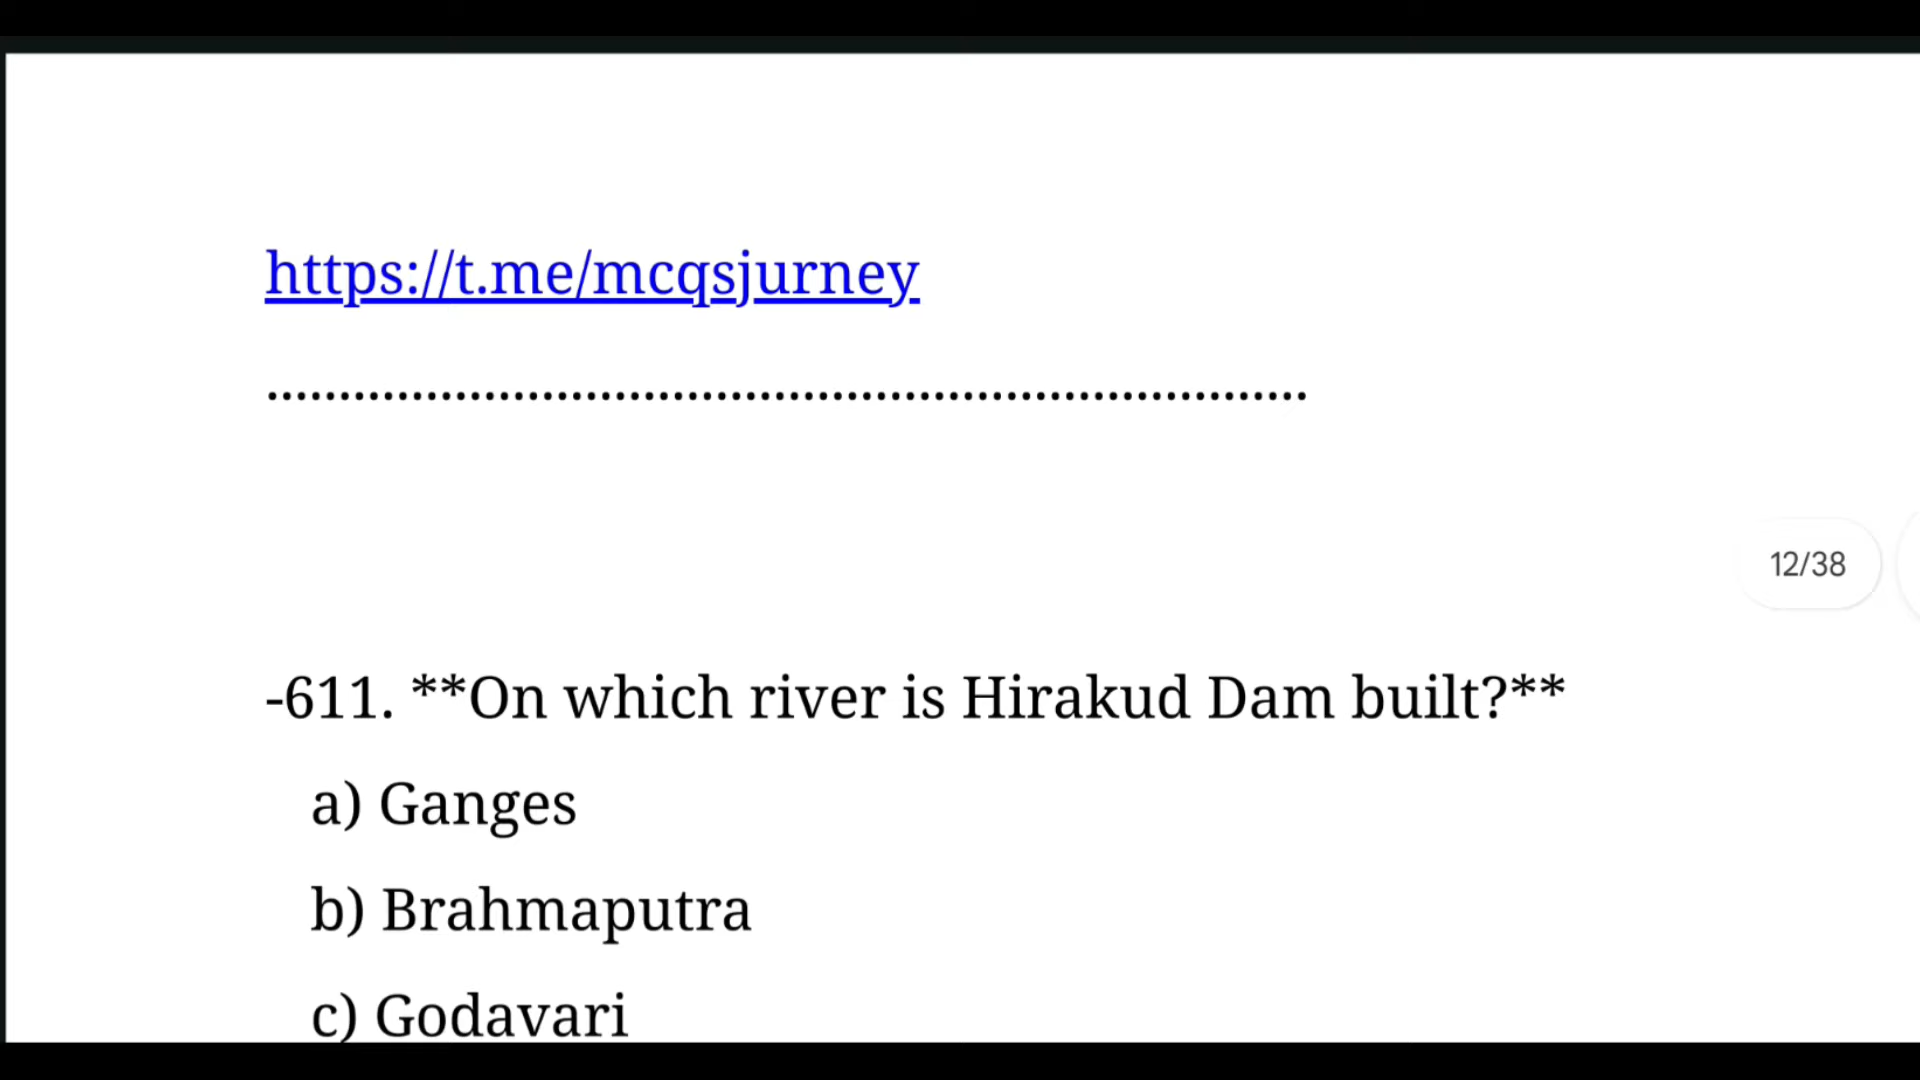 https://t.me/mcqsjurney
........................................................................
12/38
-611. **On which river is Hirakud Dam built?**
a) Ganges
b) Brahmaputra
c) Godavari